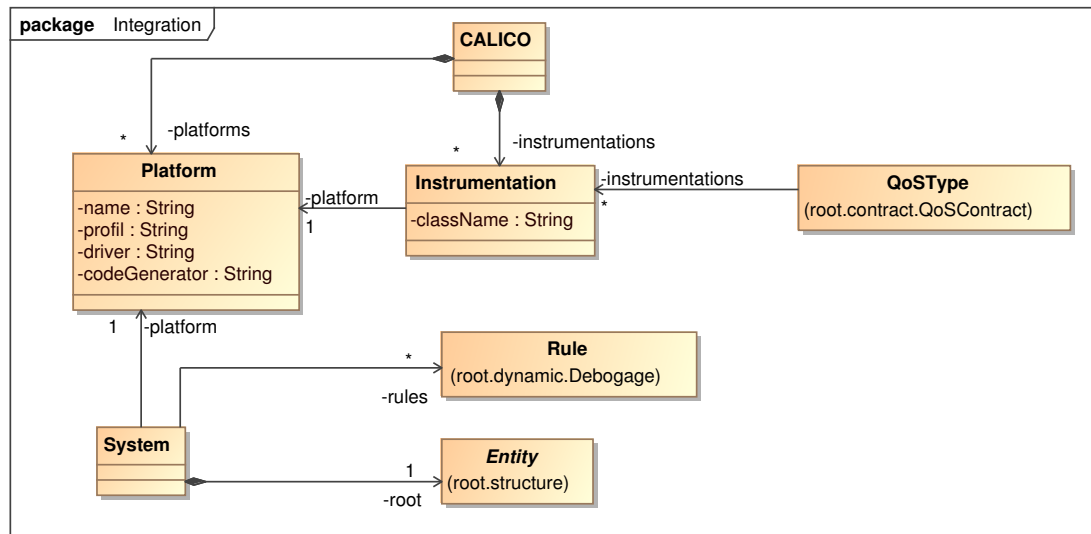 package Integration
CALICO
-platforms
*
-instrumentations
*
Platform
-name : String
-profil : String
-driver : String
-codeGenerator : String
-platform
1
Instrumentation
-className : String
-instrumentations
*
QoSType
(root.contract.QoSContract)
1
-platform
*
-rules
Rule
(root.dynamic.Debogage)
System
1
-root
Entity
(root.structure)